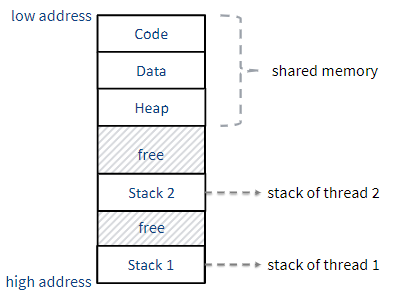 low address
Code
Data
shared memory
Heap
free
Stack 2
stack of thread 2
free
Stack 1
stack of thread 1
high address